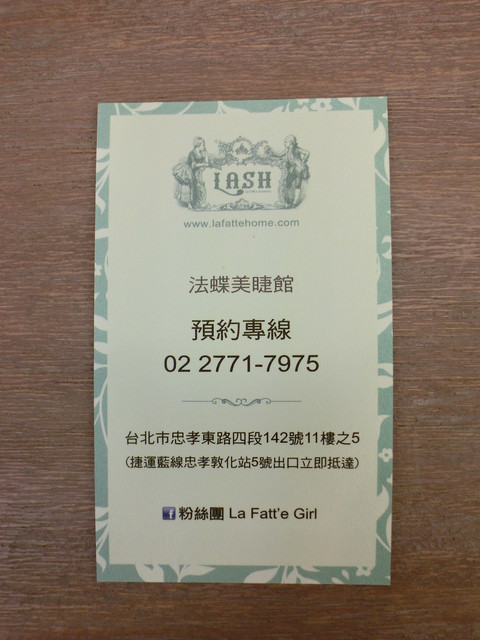 LASH
www.lafattehome.com
法蝶美睫館
預約專線
02 2771-7975
台北市忠孝東路四段142號11樓之5
(捷運藍線忠孝敦化站5號出口立即抵達)
f 粉絲團 La Fatt'e Girl